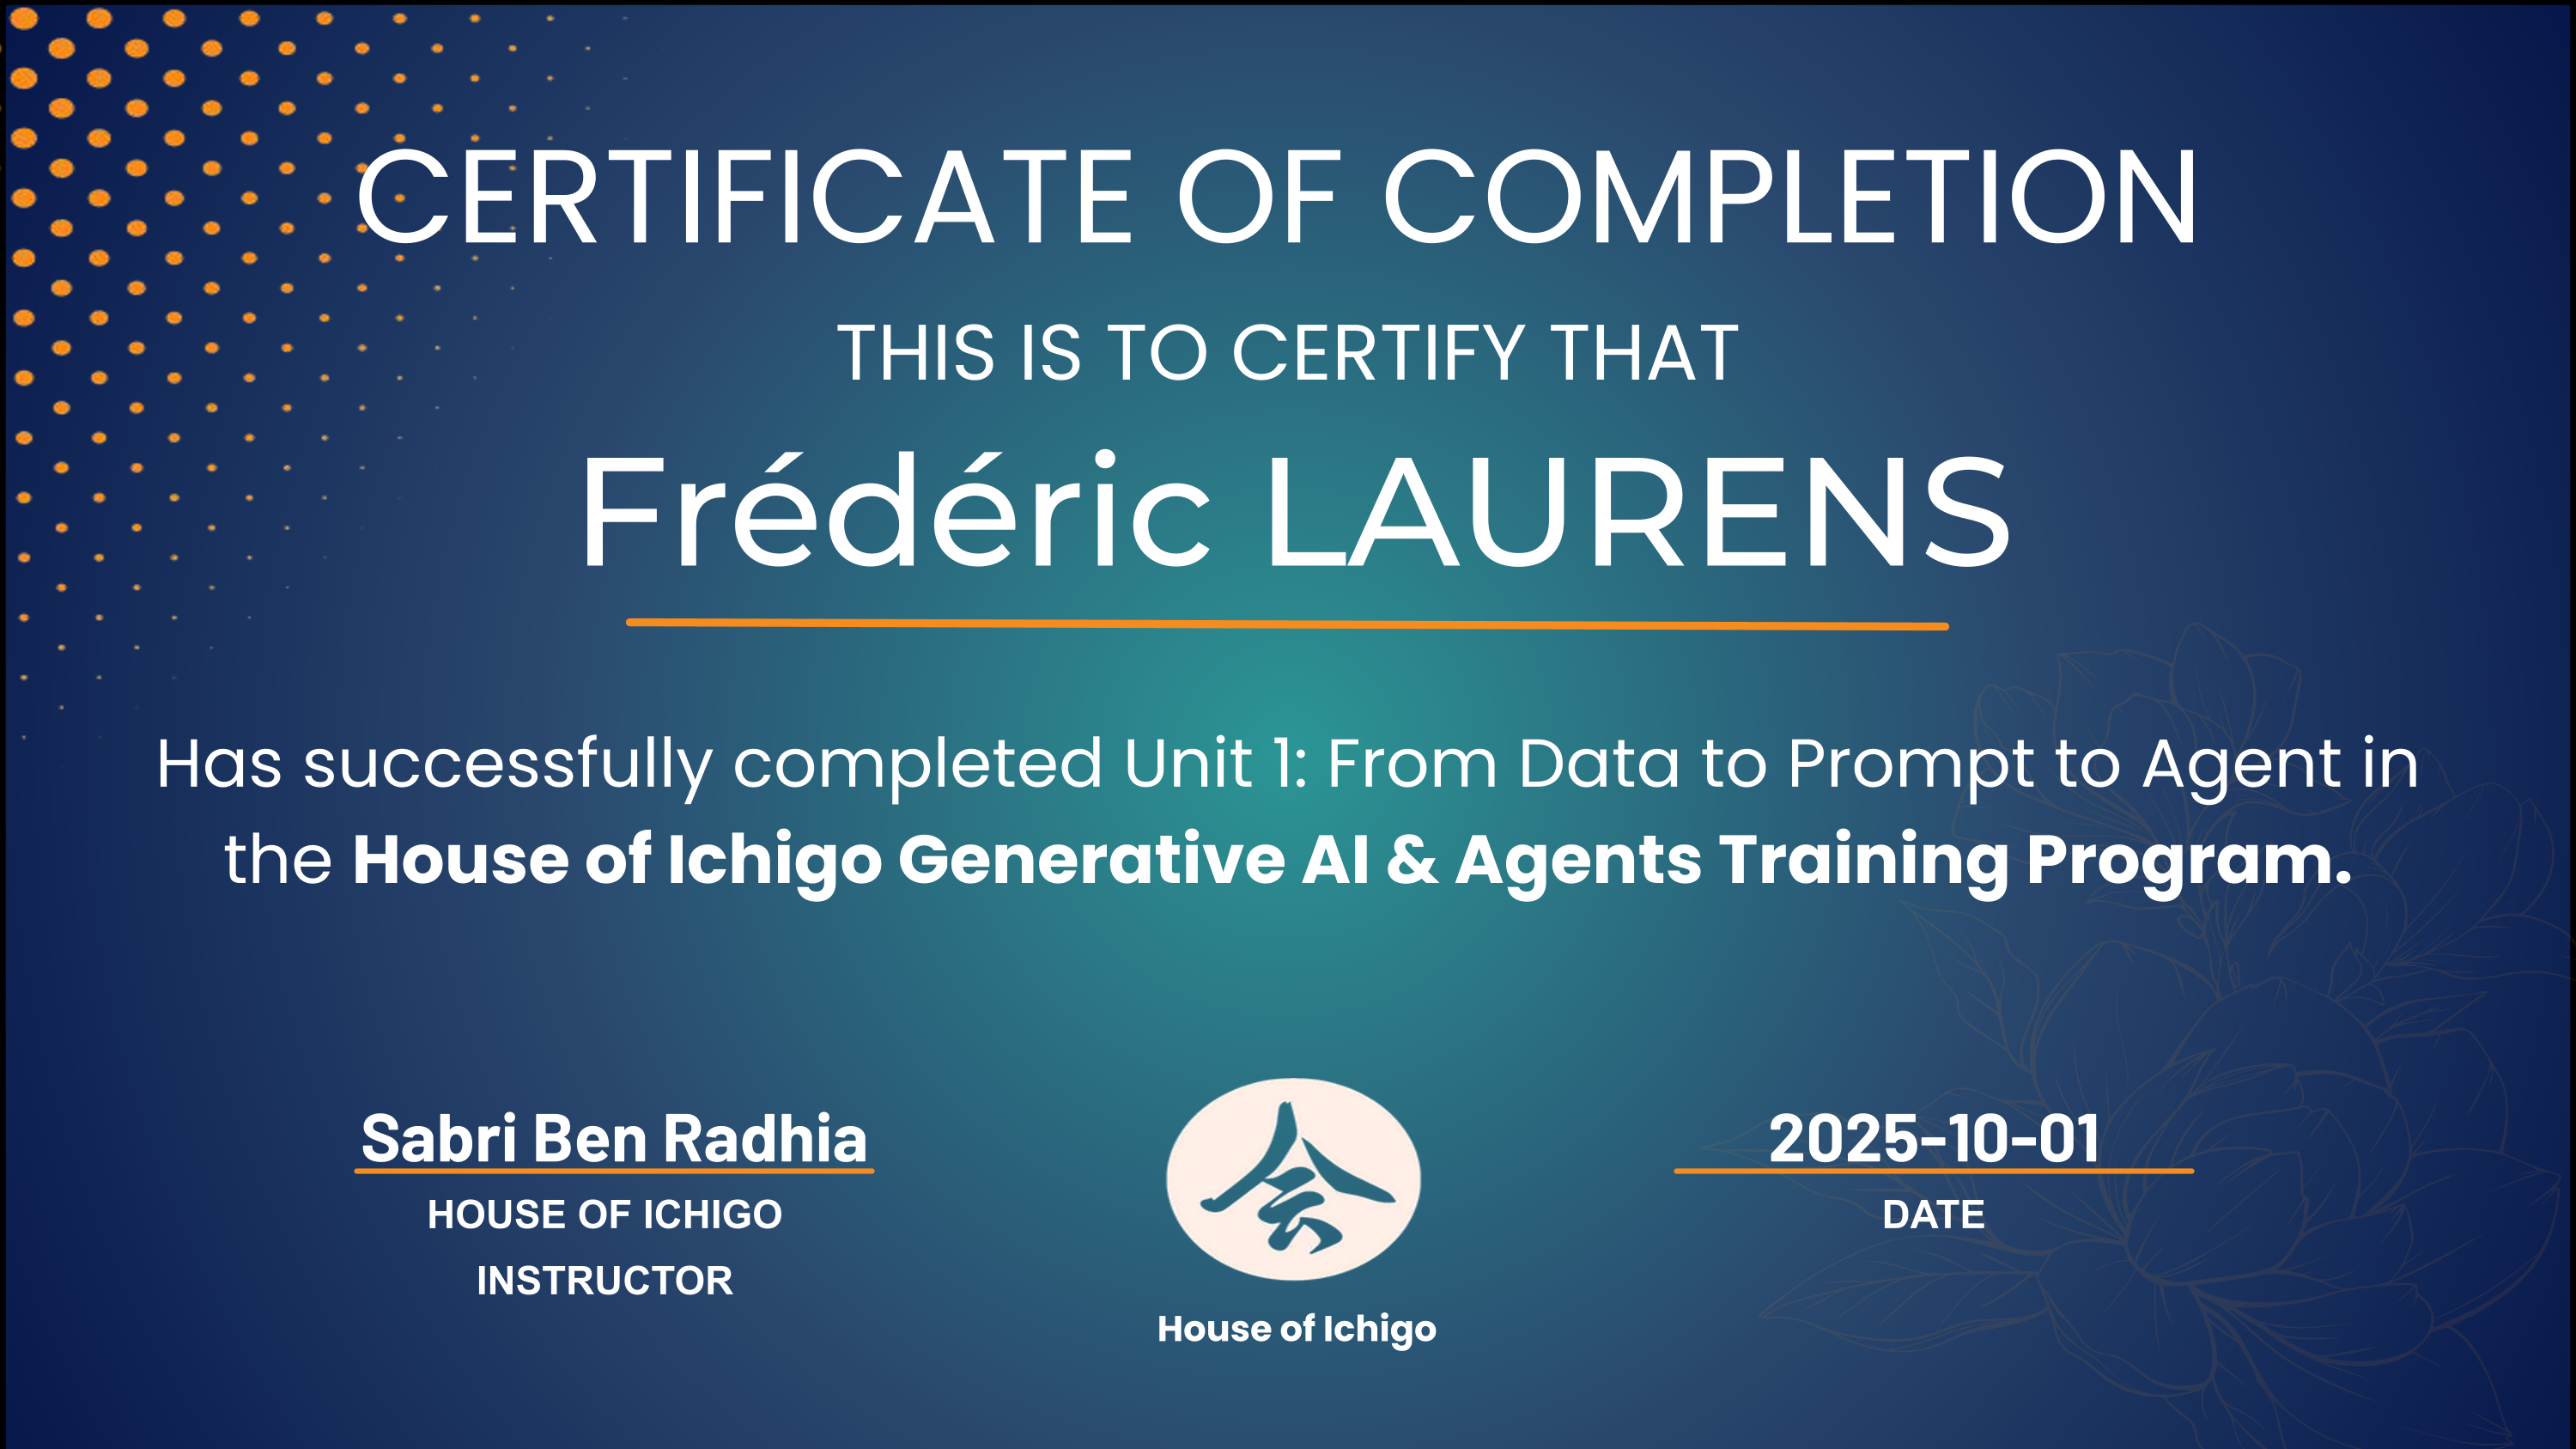 CERTIFICATE OF COMPLETION
THIS IS TO CERTIFY THAT
Frédéric LAURENS
Has successfully completed Unit 1: From Data to Prompt to Agent in
the House of Ichigo Generative AI & Agents Training Program.
Sabri Ben Radhia
HOUSE OF ICHIGO
INSTRUCTOR
会
House of Ichigo
2025-10-01
DATE